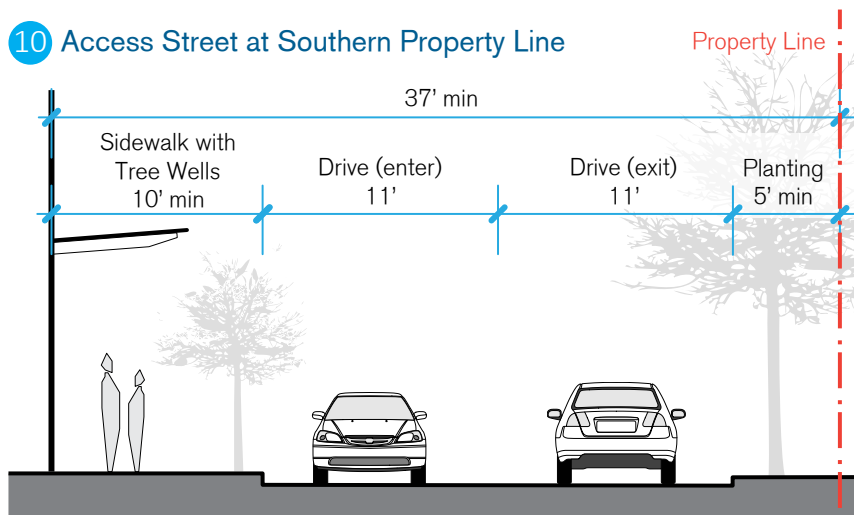 10 Access Street at Southern Property Line
Property Line
37’ min
Sidewalk with
Tree Wells
10’ min
Drive (enter)
11’
Drive (exit)
11’
Planting
5’ min